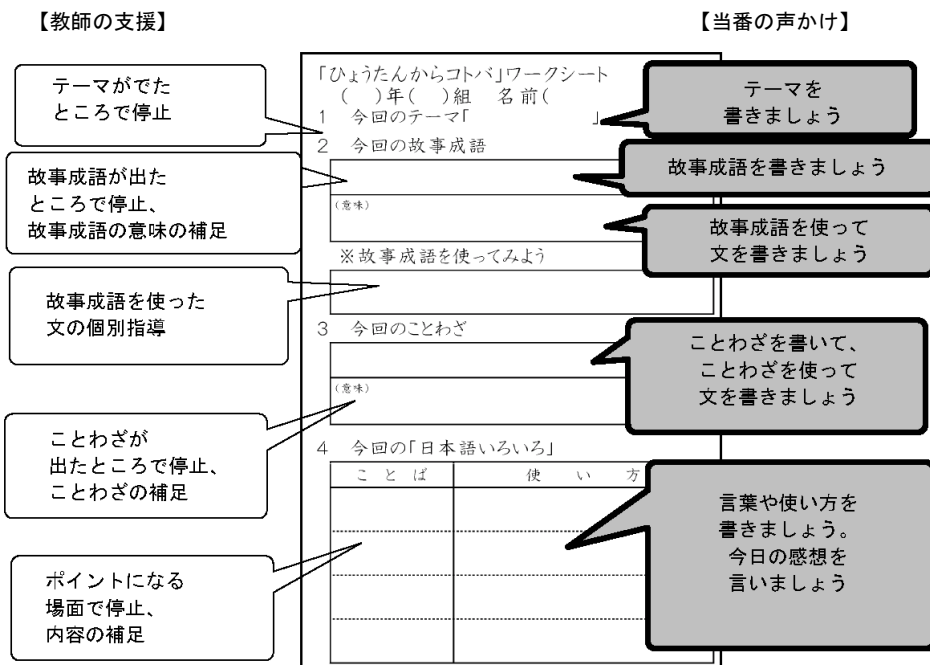 【教師の支援】
【当番の声かけ】
テーマがでた
ところで停止
故事成語が出た
ところで停止、
故事成語の意味の補足
故事成語を使った
文の個別指導
ことわざが
出たところで停止、
ことわざの補足
ポイントになる
場面で停止、
内容の補足
「ひょうたんからコトバ」ワークシート
(　)年(　)組　名前(
1　今回のテーマ「　　　　」
2　今回の故事成語
(意味)
※故事成語を使ってみよう
3　今回のことわざ
(意味)
4　今回の「日本語いろいろ」
ことば　使い方
テーマを
書きましょう
故事成語を書きましょう
故事成語を使って
文を書きましょう
ことわざを書いて、
ことわざを使って
文を書きましょう
言葉や使い方を
書きましょう。
今日の感想を
言いましょう